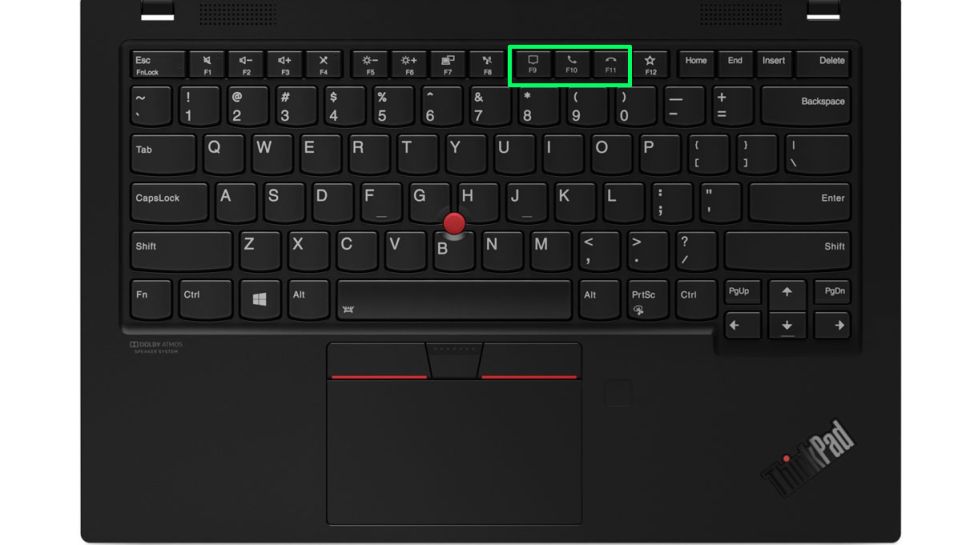 Esc FnLock F1 F2 F3 F4 F5 F6 F7 F8 F9 F10 F11 F12 Home End Insert Delete
~ ` ! 1 @ 2 # 3 $ 4 % 5 ^ 6 & 7 * 8 ( 9 ) 0 _ - + = Backspace
Tab Q W E R T Y U I O P { [ } ] | \
CapsLock A S D F G H J K L : ; " ' Enter
Shift Z X C V B N M < , > . ? / Shift
Fn Ctrl Alt Alt PrtSc Ctrl PgUp PgDn
DOLBY ATMOS
SPEAKER SYSTEM
ThinkPad